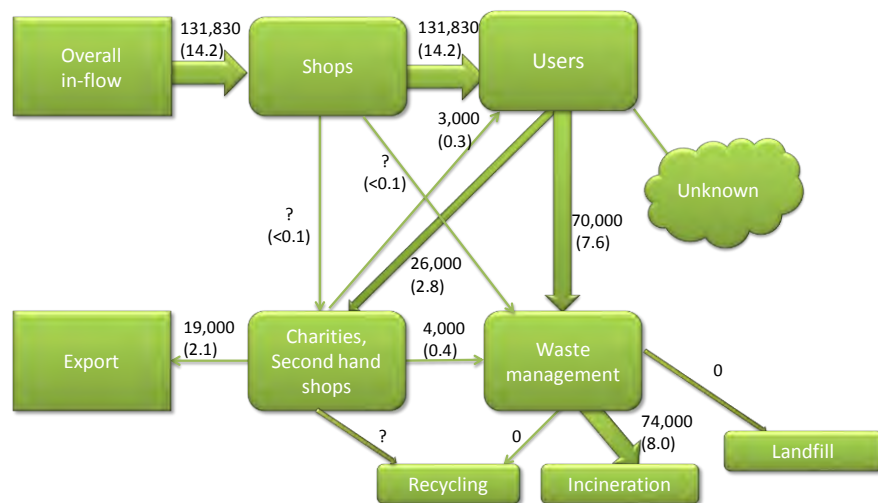 131,830
(14.2)
131,830
(14.2)
Overall
in-flow
Shops
Users
3,000
(0.3)
?
(<0.1)
Unknown
?
(<0.1)
70,000
(7.6)
26,000
(2.8)
19,000
(2.1)
4,000
(0.4)
Export
Charities,
Second hand
shops
Waste
management
0
?
0
74,000
(8.0)
Landfill
Recycling
Incineration